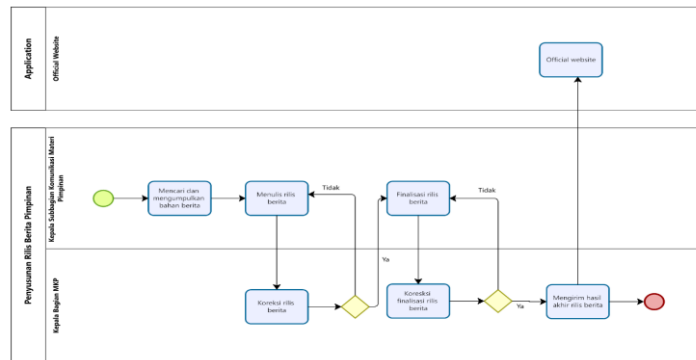 Application
Official Website
Official website
Penyusunan Rilis Berita Pimpinan
Kepala Subbagian Komunikasi Materi
Pimpinan
Mencari dan
mengumpulkan
bahan berita
Menulis rilis
berita
Tidak
Finalisasi rilis
berita
Tidak
Kepala Bagian MKP
Koreksi rilis
berita
Ya
Koresksi
finalisasi rilis
berita
Ya
Mengirim hasil
akhir rilis berita